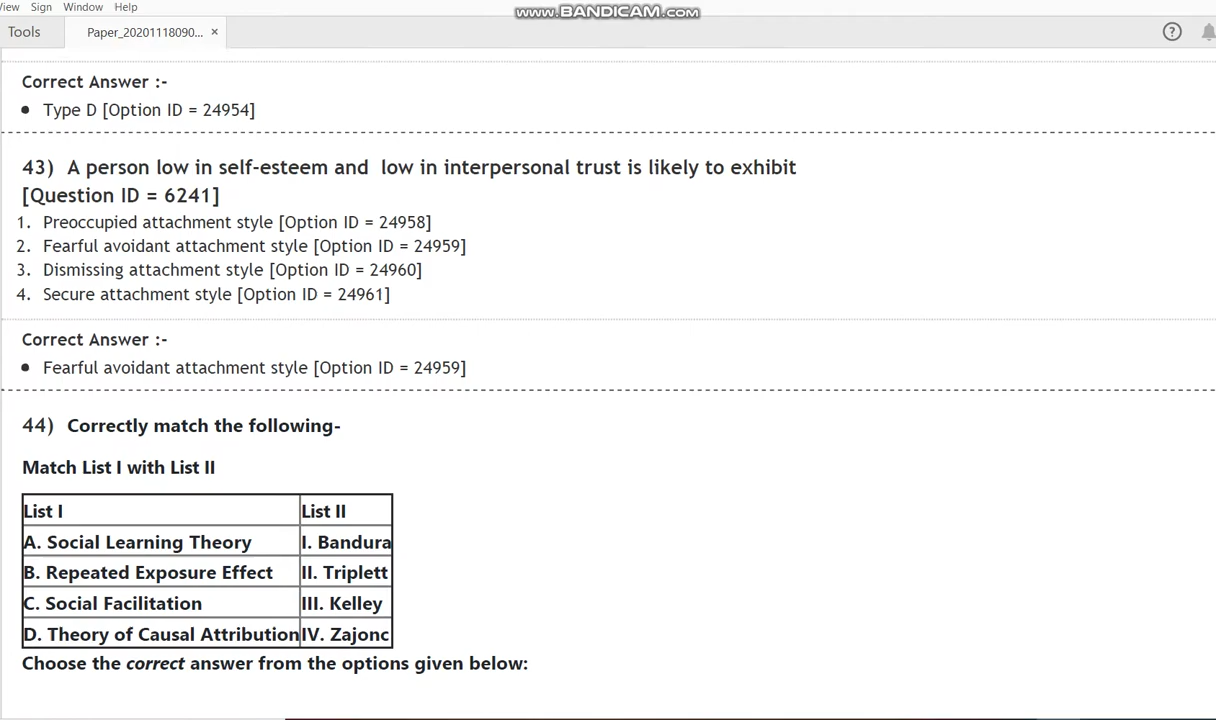 View Sign Window Help
www.BANDICAM.com
Tools Paper_20201118090... ×
?
Correct Answer :-
• Type D [Option ID = 24954]
43) A person low in self-esteem and low in interpersonal trust is likely to exhibit
[Question ID = 6241]
1. Preoccupied attachment style [Option ID = 24958]
2. Fearful avoidant attachment style [Option ID = 24959]
3. Dismissing attachment style [Option ID = 24960]
4. Secure attachment style [Option ID = 24961]
Correct Answer :-
• Fearful avoidant attachment style [Option ID = 24959]
44) Correctly match the following-
Match List I with List II
List I List II
A. Social Learning Theory I. Bandura
B. Repeated Exposure Effect II. Triplett
C. Social Facilitation III. Kelley
D. Theory of Causal Attribution IV. Zajonc
Choose the correct answer from the options given below: